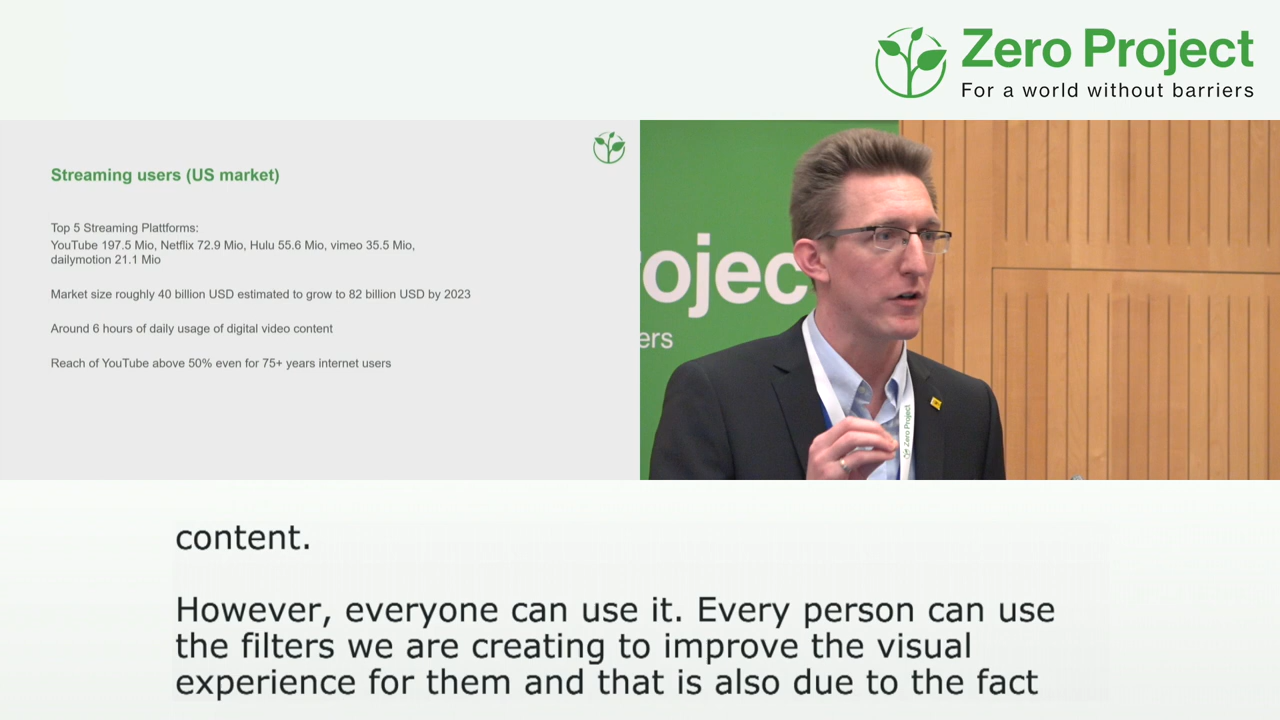 Zero Project
For a world without barriers
Streaming users (US market)
Top 5 Streaming Plattforms:
YouTube 197.5 Mio, Netflix 72.9 Mio, Hulu 55.6 Mio, vimeo 35.5 Mio,
dailymotion 21.1 Mio
Market size roughly 40 billion USD estimated to grow to 82 billion USD by 2023
Around 6 hours of daily usage of digital video content
Reach of YouTube above 50% even for 75+ years internet users
ojec
ers
Zero Project
content.
However, everyone can use it. Every person can use
the filters we are creating to improve the visual
experience for them and that is also due to the fact